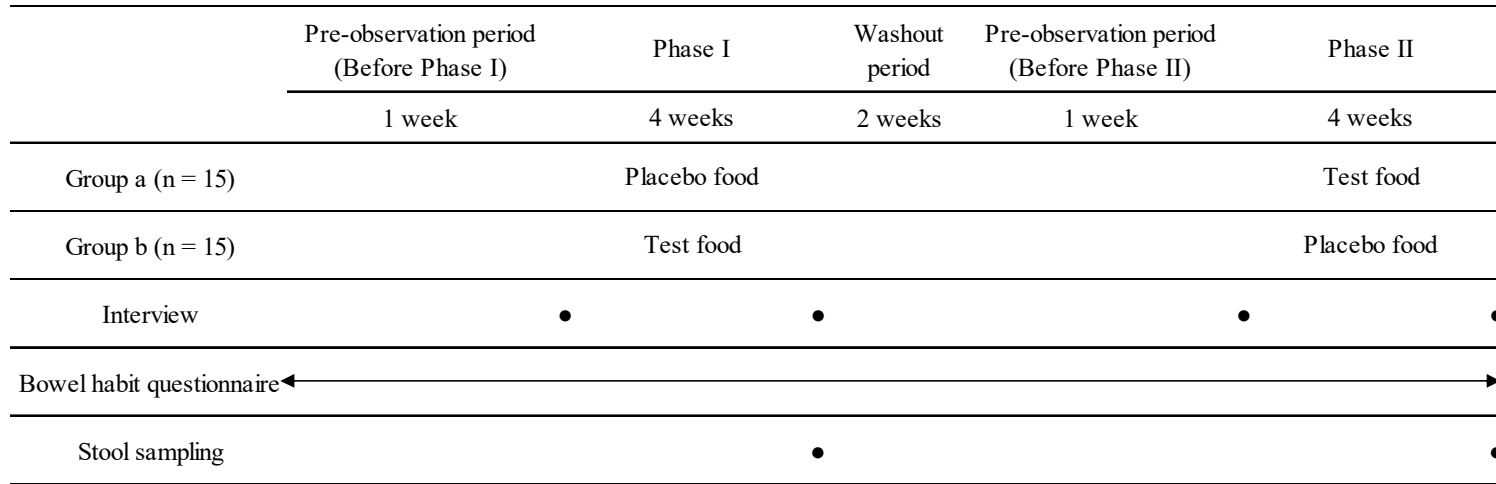 Pre-observation period (Before Phase I) Phase I Washout period Pre-observation period (Before Phase II) Phase II
1 week 4 weeks 2 weeks 1 week 4 weeks
Group a (n = 15) Placebo food Test food
Group b (n = 15) Test food Placebo food
Interview ● ● ● ●
Bowel habit questionnaire
Stool sampling ● ●